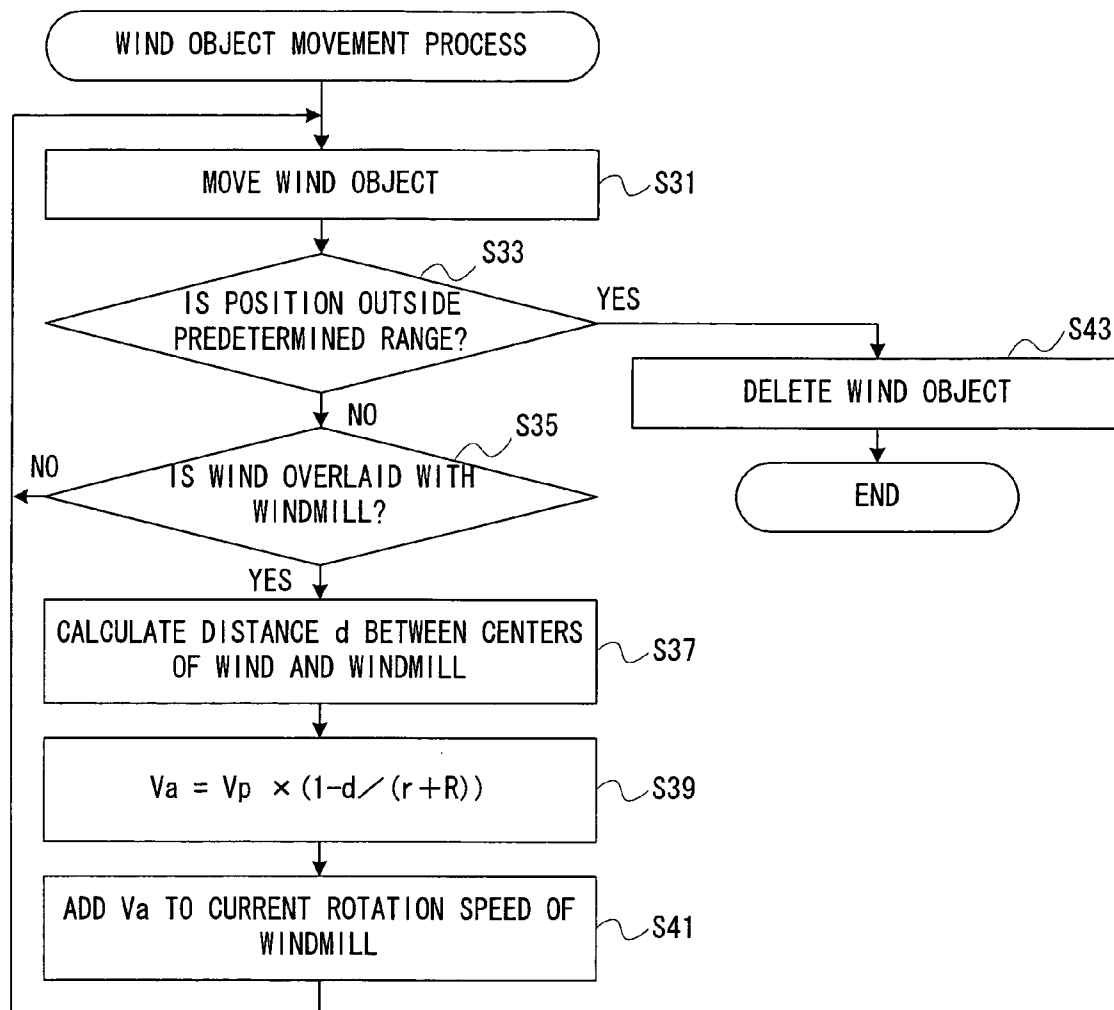 WIND OBJECT MOVEMENT PROCESS
MOVE WIND OBJECT
S31
S33
IS POSITION OUTSIDE
PREDETERMINED RANGE?
YES
S43
DELETE WIND OBJECT
NO
S35
NO
IS WIND OVERLAID WITH
WINDMILL?
END
YES
CALCULATE DISTANCE d BETWEEN CENTERS
OF WIND AND WINDMILL
S37
Va = Vp × (1-d/(r+R))
S39
ADD Va TO CURRENT ROTATION SPEED OF
WINDMILL
S41